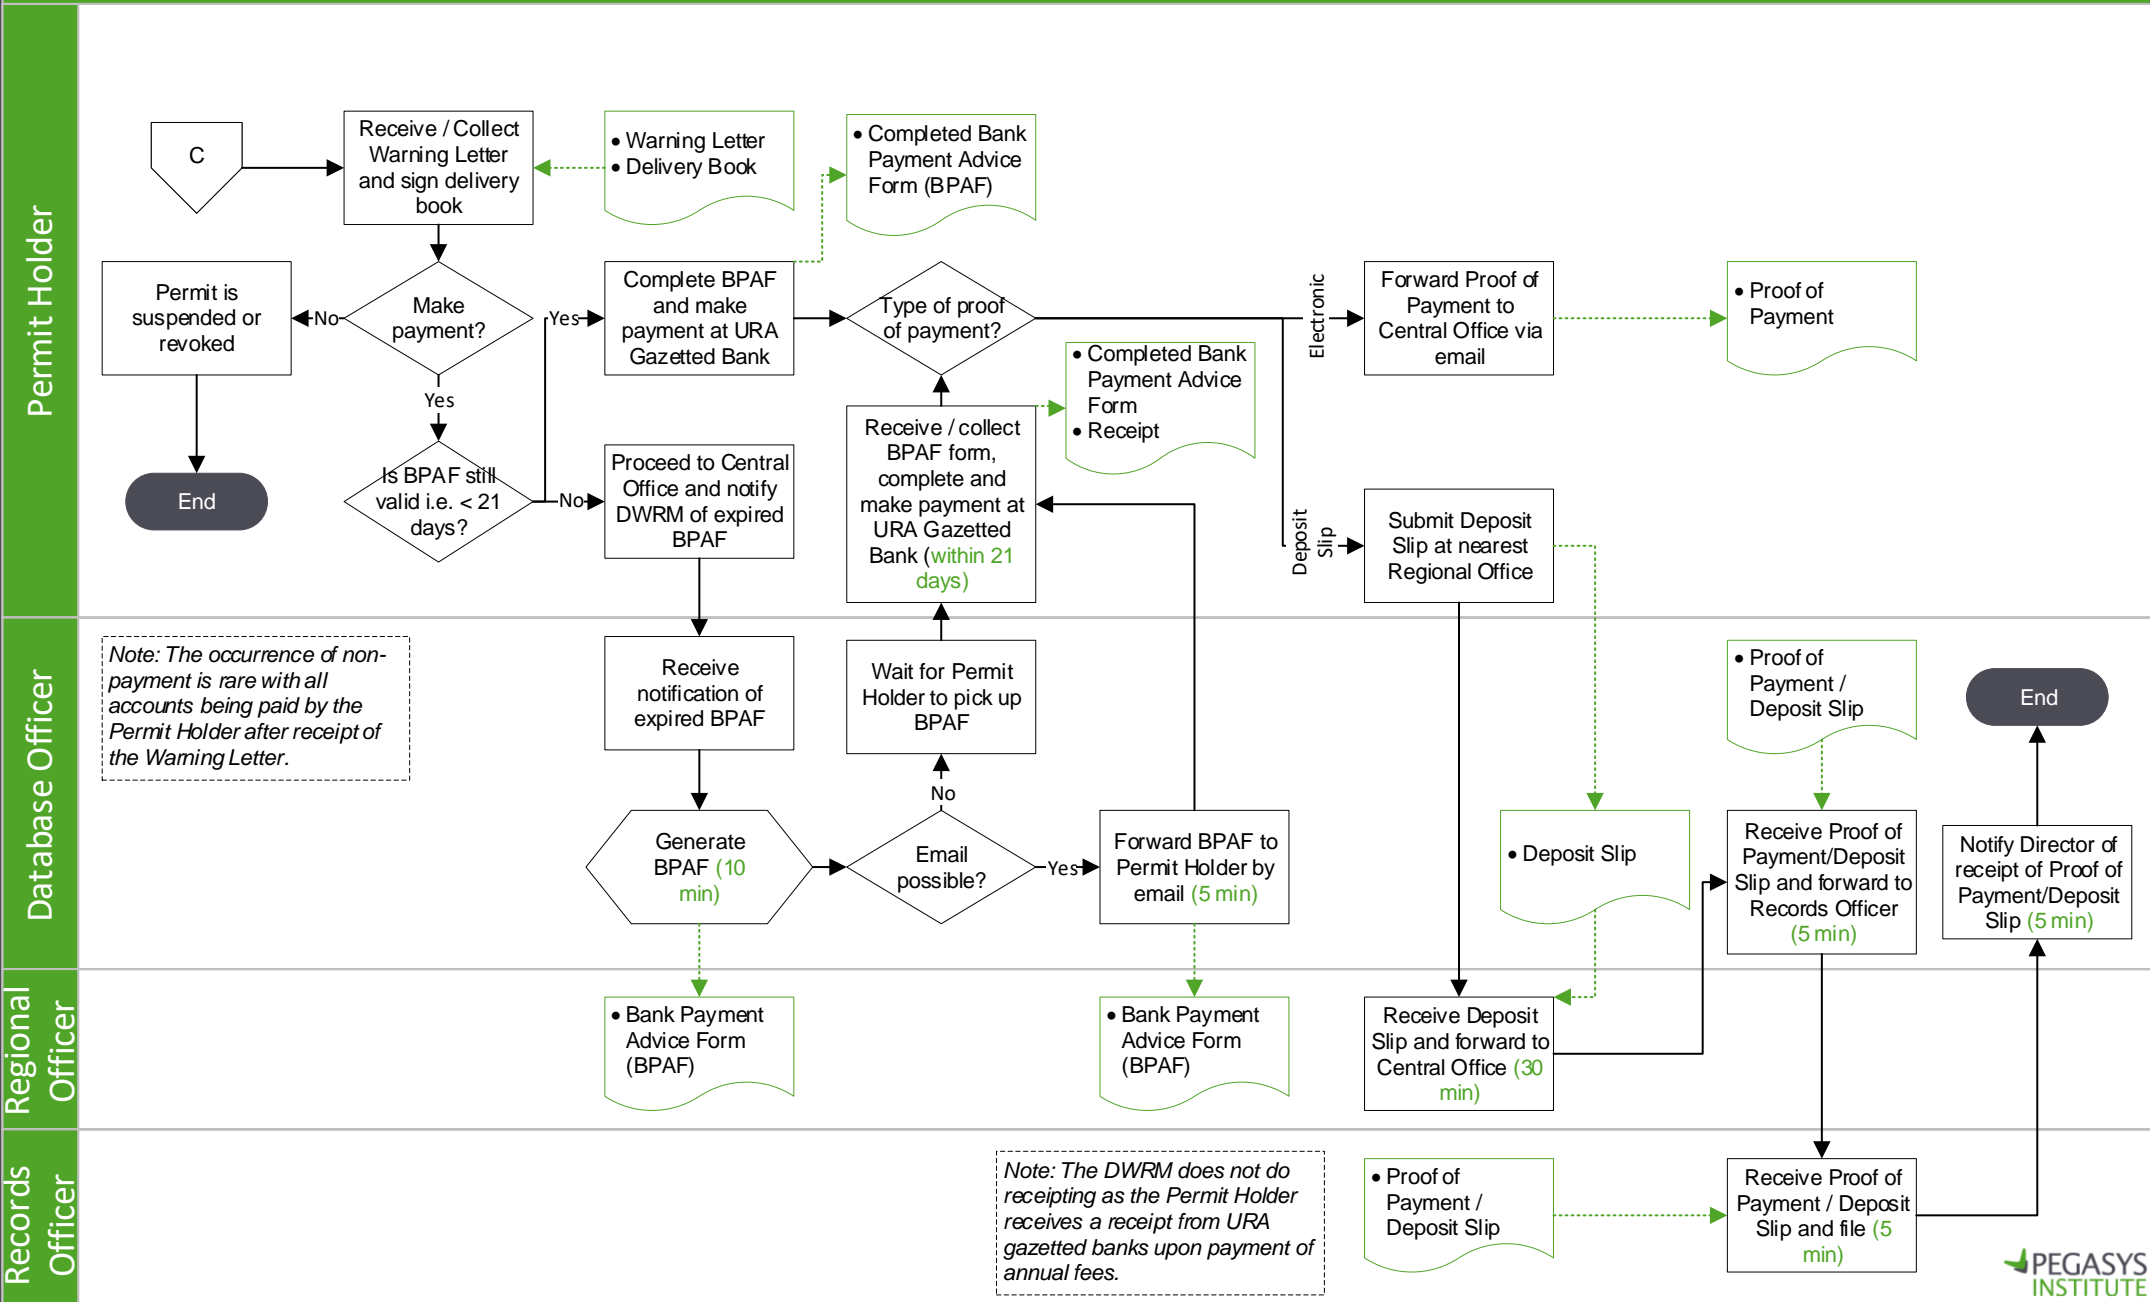 Permit Holder
C
Receive / Collect
Warning Letter
and sign delivery
book
• Warning Letter
• Delivery Book
• Completed Bank
Payment Advice
Form (BPAF)
Permit is
suspended or
revoked
No
Make
payment?
Yes
Yes
Complete BPAF
and make
payment at URA
Gazetted Bank
Type of proof
of payment?
Electronic
Forward Proof of
Payment to
Central Office via
email
• Proof of
Payment
• Completed Bank
Payment Advice
Form
• Receipt
End
Is BPAF still
valid i.e. < 21
days?
No
Proceed to Central
Office and notify
DWRM of expired
BPAF
Receive / collect
BPAF form,
complete and
make payment at
URA Gazetted
Bank (within 21
days)
Deposit
Slip
Submit Deposit
Slip at nearest
Regional Office
Database Officer
Note: The occurrence of non-
payment is rare with all
accounts being paid by the
Permit Holder after receipt of
the Warning Letter.
Receive
notification of
expired BPAF
Wait for Permit
Holder to pick up
BPAF
• Proof of
Payment /
Deposit Slip
End
Generate
BPAF (10
min)
No
Email
possible?
Yes
Forward BPAF to
Permit Holder by
email (5 min)
• Deposit Slip
Receive Proof of
Payment/Deposit
Slip and forward to
Records Officer
(5 min)
Notify Director of
receipt of Proof of
Payment/Deposit
Slip (5 min)
Regional
Officer
• Bank Payment
Advice Form
(BPAF)
• Bank Payment
Advice Form
(BPAF)
Receive Deposit
Slip and forward to
Central Office (30
min)
Records
Officer
Note: The DWRM does not do
receipting as the Permit Holder
receives a receipt from URA
gazetted banks upon payment of
annual fees.
• Proof of
Payment /
Deposit Slip
Receive Proof of
Payment / Deposit
Slip and file (5
min)
PEGASYS
INSTITUTE